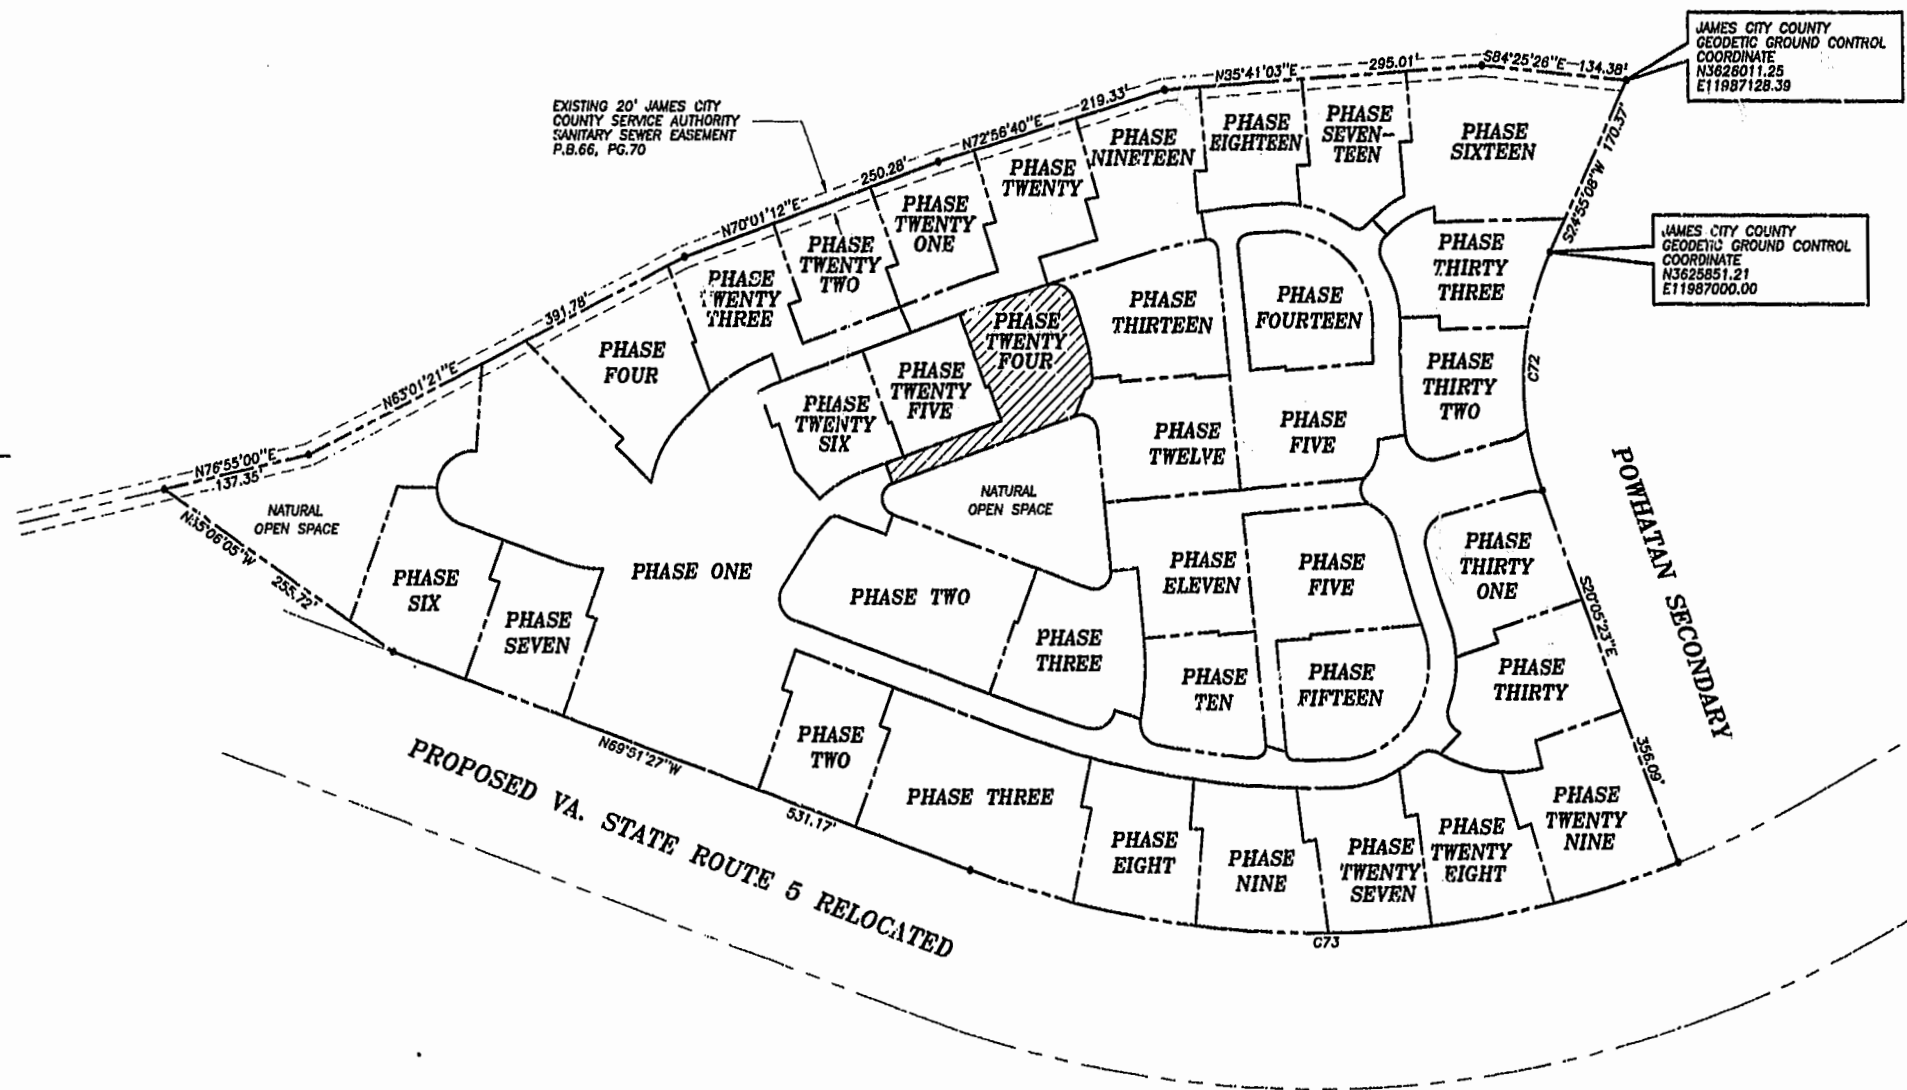 JAMES CITY COUNTY
GEODETIC GROUND CONTROL
COORDINATE
N3626011.25
E11987128.39
EXISTING 20' JAMES CITY
COUNTY SERVICE AUTHORITY
SANITARY SEWER EASEMENT
P.B.66, PG.70
N76°55'00"E
137.35'
N63°01'21"E
391.78'
N70°01'12"E
250.28'
N72°56'40"E
219.33'
N35°41'03"E
295.01'
S84°25'26"E
134.38'
S24°55'08"W
170.37'
JAMES CITY COUNTY
GEODETIC GROUND CONTROL
COORDINATE
N3625851.21
E11987000.00
PHASE
NINETEEN
PHASE
EIGHTEEN
PHASE
SEVEN-
TEEN
PHASE
SIXTEEN
PHASE
TWENTY
PHASE
TWENTY
ONE
PHASE
TWENTY
TWO
PHASE
TWENTY
THREE
PHASE
FOUR
PHASE
THIRTY
THREE
PHASE
THIRTEEN
PHASE
FOURTEEN
PHASE
TWENTY
FOUR
PHASE
TWENTY
FIVE
PHASE
TWENTY
SIX
PHASE
THIRTY
TWO
C72
PHASE
TWELVE
PHASE
FIVE
NATURAL
OPEN SPACE
NATURAL
OPEN SPACE
255.72'
PHASE
SIX
PHASE
SEVEN
PHASE ONE
PHASE TWO
PHASE
THREE
PHASE
ELEVEN
PHASE
FIVE
PHASE
THIRTY
ONE
PHASE
TEN
PHASE
FIFTEEN
PHASE
THIRTY
POWHATAN SECONDARY
S20°05'23"E
356.09'
PHASE
TWO
PHASE THREE
PHASE
EIGHT
PHASE
NINE
PHASE
TWENTY
SEVEN
PHASE
TWENTY
EIGHT
PHASE
TWENTY
NINE
N69°51'27"W
531.17'
C73
PROPOSED VA. STATE ROUTE 5 RELOCATED